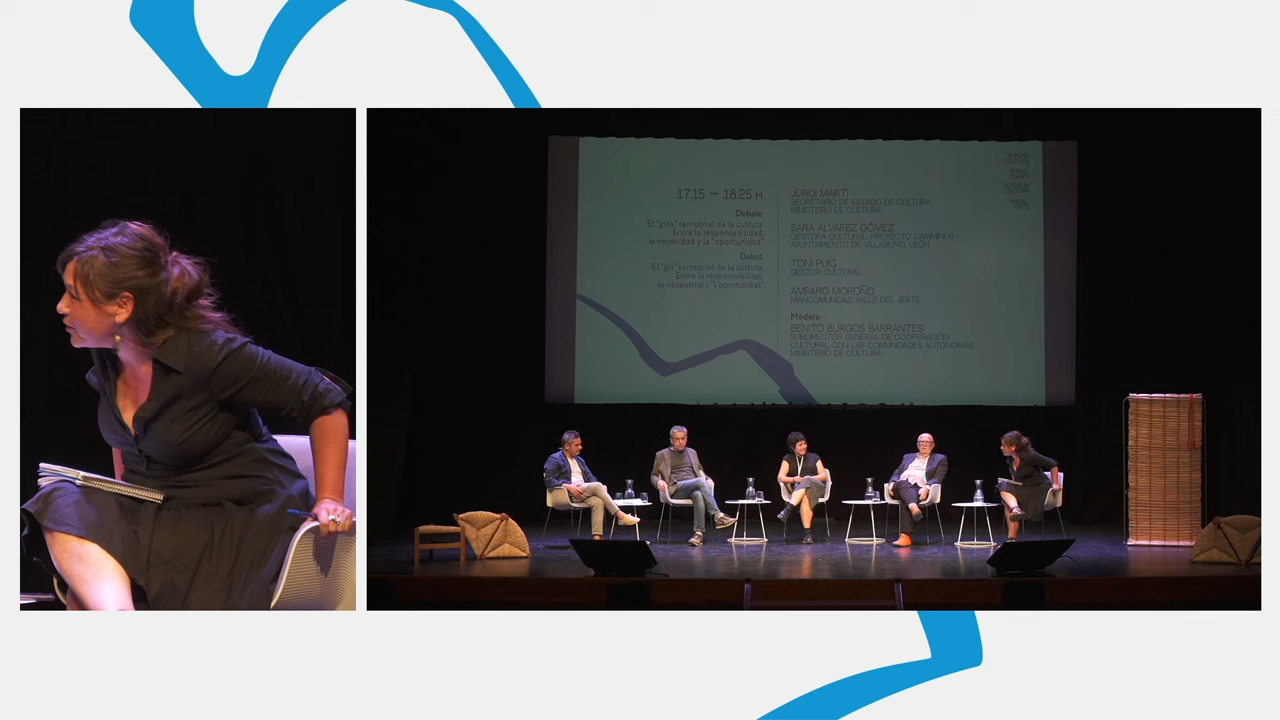 17.15 — 18.25 H.
Debate:
El "giro" territorial de la cultura.
Entre la responsabilidad,
la necesidad y la "oportunidad".
Debat:
El "gir" territorial de la cultura.
Entre la responsabilitat,
la necessitat i "l'oportunitat".
JORDI MARTÍ
SECRETARIO DE ESTADO DE CULTURA
MINISTERIO DE CULTURA
SARA ÁLVAREZ GÓMEZ
GESTORA CULTURAL. PROYECTO CAMMINUS -
AYUNTAMIENTO DE VILLABLINO, LEÓN
TONI PUIG
GESTOR CULTURAL
AMPARO MOROÑO
MANCOMUNIDAD VALLE DEL JERTE
Modera:
BENITO BURGOS BARRANTES
SUBDIRECTOR GENERAL DE COOPERACIÓN
CULTURAL CON LAS COMUNIDADES AUTÓNOMAS.
MINISTERIO DE CULTURA